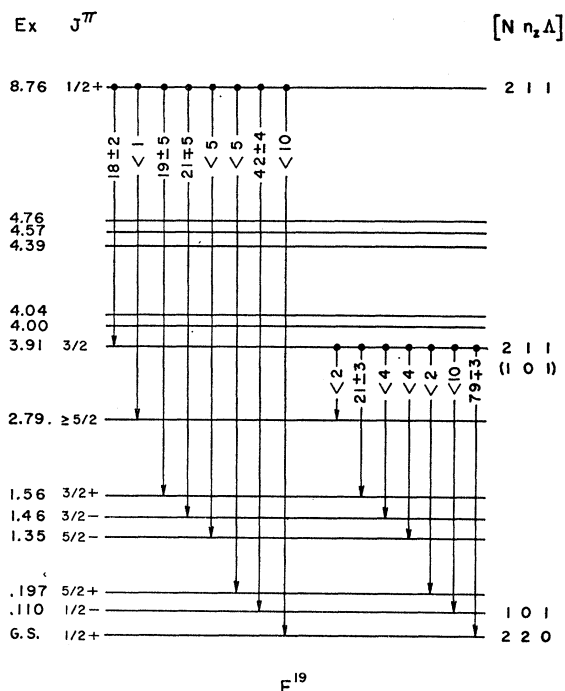 Ex J^π [N n_z Λ]
8.76 1/2+ 2 1 1
18±2 <1 19±5 21∓5 <5 <5 42±4 <10
4.76
4.57
4.39
4.04
4.00
3.91 3/2 2 1 1
(1 0 1)
<2 21±3 <4 <4 <2 <10 79∓3
2.79. ≥5/2
1.56 3/2+
1.46 3/2-
1.35 5/2-
.197 5/2+
.110 1/2- 1 0 1
G.S. 1/2+ 2 2 0
F^19